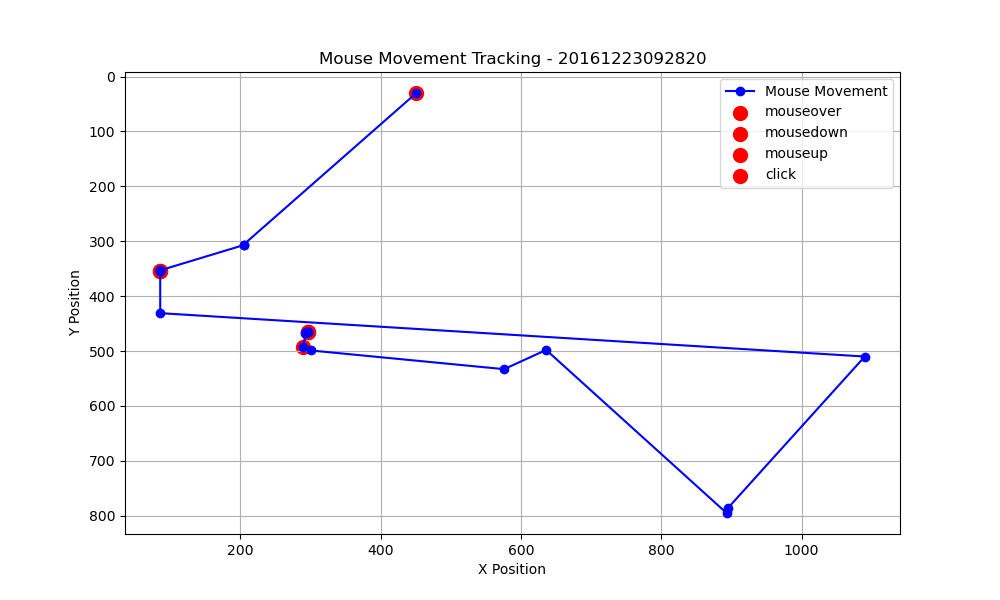 Mouse Movement Tracking - 20161223092820
Mouse Movement
mouseover
mousedown
mouseup
click
0
100
200
300
400
500
600
700
800
Y Position
200
400
600
800
1000
X Position